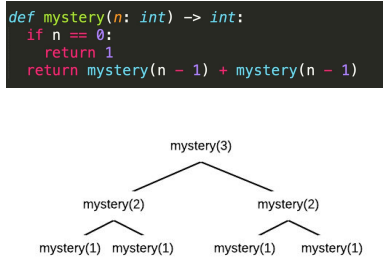 def mystery(n: int) -> int:
  if n == 0:
    return 1
  return mystery(n - 1) + mystery(n - 1)
mystery(3)
mystery(2) mystery(2)
mystery(1) mystery(1) mystery(1) mystery(1)